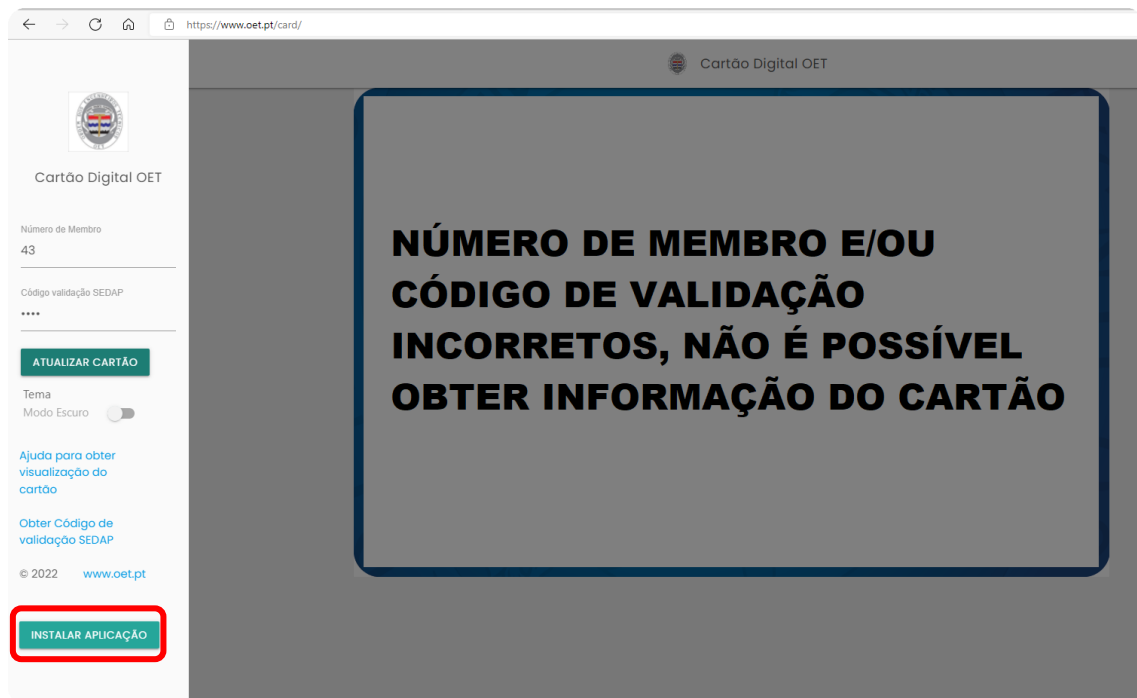 https://www.oet.pt/card/
Cartão Digital OET
Cartão Digital OET
Número de Membro
43
Código validação SEDAP
••••
ATUALIZAR CARTÃO
Tema
Modo Escuro
Ajuda para obter
visualização do
cartão
Obter Código de
validação SEDAP
© 2022 www.oet.pt
INSTALAR APLICAÇÃO
NÚMERO DE MEMBRO E/OU
CÓDIGO DE VALIDAÇÃO
INCORRETOS, NÃO É POSSÍVEL
OBTER INFORMAÇÃO DO CARTÃO